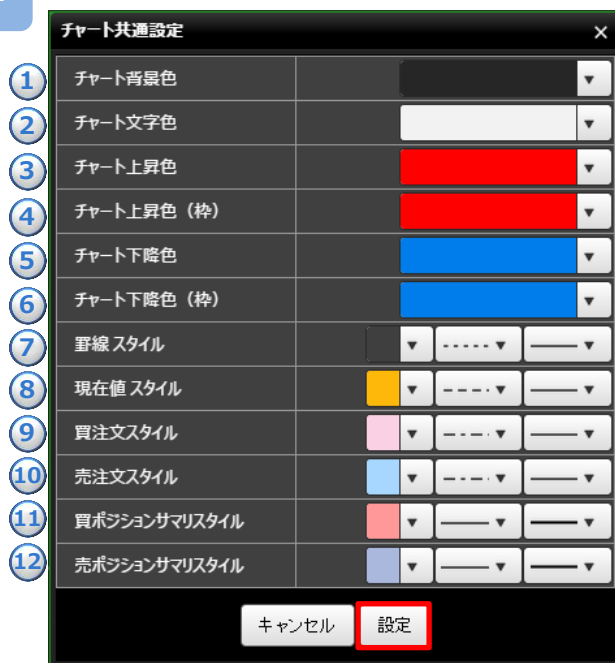 チャート共通設定 ×
1 チャート背景色
2 チャート文字色
3 チャート上昇色
4 チャート上昇色（枠）
5 チャート下降色
6 チャート下降色（枠）
7 罫線 スタイル
8 現在値 スタイル
9 買注文スタイル
10 売注文スタイル
11 買ポジションサマリスタイル
12 売ポジションサマリスタイル
キャンセル 設定